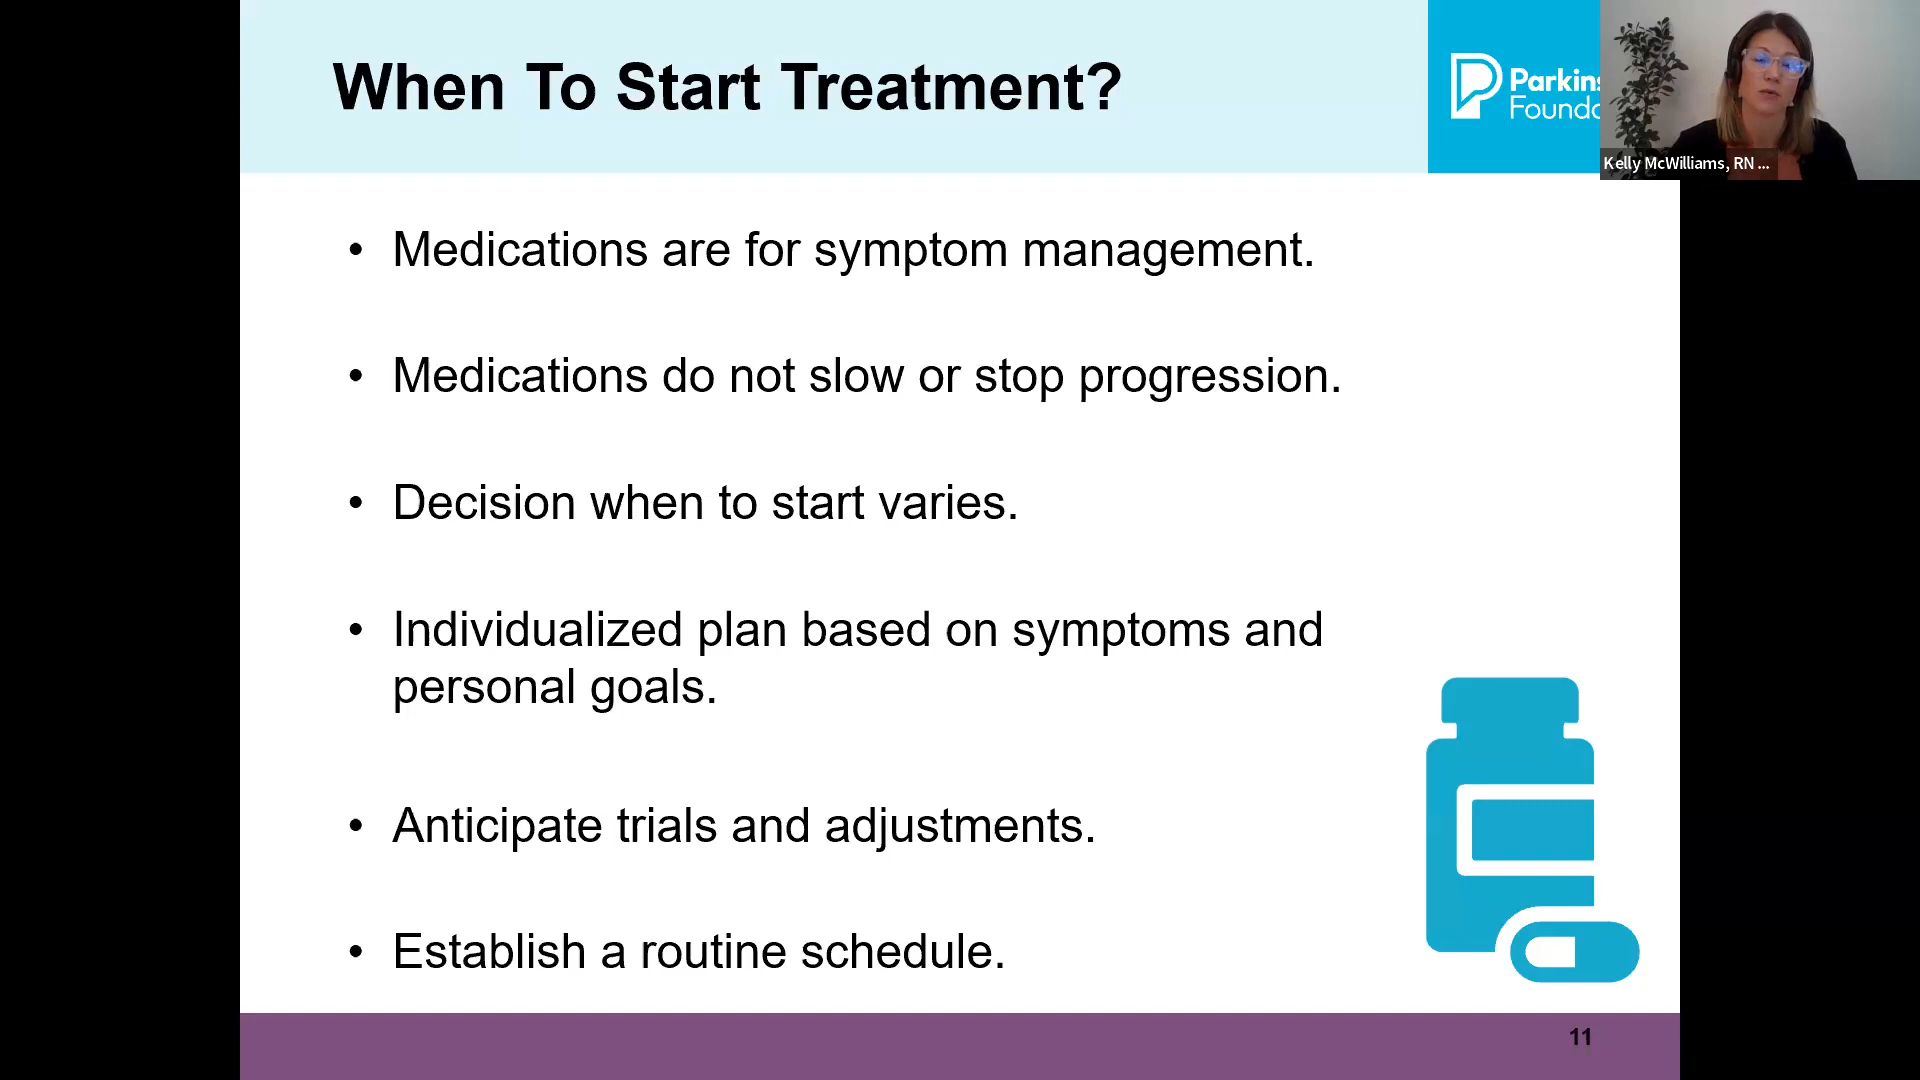 When To Start Treatment?
Parkins
Founda
Kelly McWilliams, RN ...
• Medications are for symptom management.
• Medications do not slow or stop progression.
• Decision when to start varies.
• Individualized plan based on symptoms and
personal goals.
• Anticipate trials and adjustments.
• Establish a routine schedule.
11